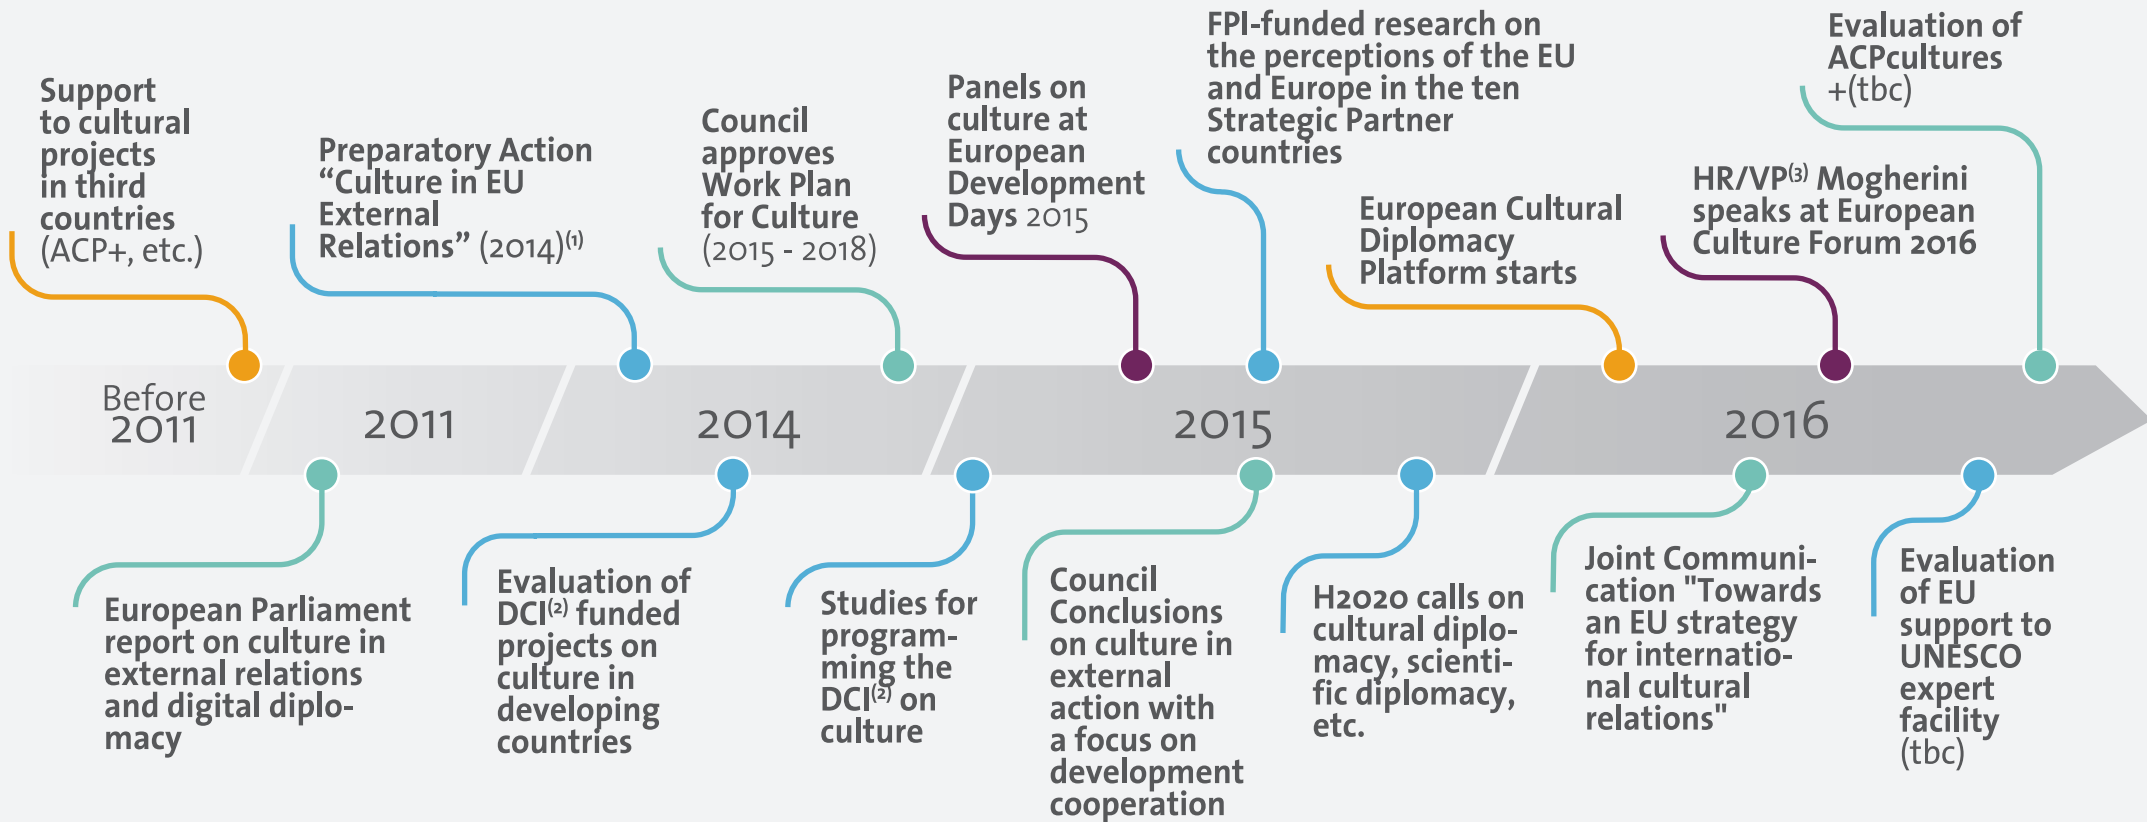 Support
to cultural
projects
in third
countries
(ACP+, etc.)
Preparatory Action
“Culture in EU
External
Relations” (2014)(1)
Council
approves
Work Plan
for Culture
(2015 - 2018)
Panels on
culture at
European
Development
Days 2015
FPI-funded research on
the perceptions of the EU
and Europe in the ten
Strategic Partner
countries
European Cultural
Diplomacy
Platform starts
HR/VP(3) Mogherini
speaks at European
Culture Forum 2016
Evaluation of
ACPcultures
+(tbc)
Before
2011
2011
2014
2015
2016
European Parliament
report on culture in
external relations
and digital diplo-
macy
Evaluation of
DCI(2) funded
projects on
culture in
developing
countries
Studies for
program-
ming the
DCI(2) on
culture
Council
Conclusions
on culture in
external
action with
a focus on
development
cooperation
H2020 calls on
cultural diplo-
macy, scienti-
fic diplomacy,
etc.
Joint Communi-
cation "Towards
an EU strategy
for internatio-
nal cultural
relations"
Evaluation
of EU
support to
UNESCO
expert
facility
(tbc)